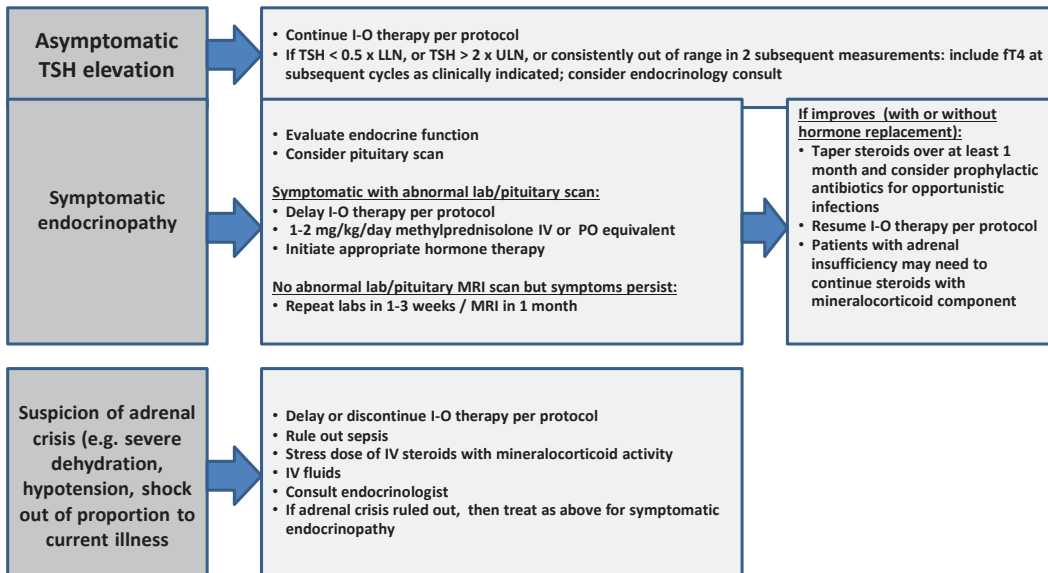 Asymptomatic
TSH elevation
• Continue I-O therapy per protocol
• If TSH < 0.5 x LLN, or TSH > 2 x ULN, or consistently out of range in 2 subsequent measurements: include fT4 at
subsequent cycles as clinically indicated; consider endocrinology consult
Symptomatic
endocrinopathy
• Evaluate endocrine function
• Consider pituitary scan
Symptomatic with abnormal lab/pituitary scan:
• Delay I-O therapy per protocol
• 1-2 mg/kg/day methylprednisolone IV or PO equivalent
• Initiate appropriate hormone therapy
No abnormal lab/pituitary MRI scan but symptoms persist:
• Repeat labs in 1-3 weeks / MRI in 1 month
If improves (with or without
hormone replacement):
• Taper steroids over at least 1
month and consider prophylactic
antibiotics for opportunistic
infections
• Resume I-O therapy per protocol
• Patients with adrenal
insufficiency may need to
continue steroids with
mineralocorticoid component
Suspicion of adrenal
crisis (e.g. severe
dehydration,
hypotension, shock
out of proportion to
current illness
• Delay or discontinue I-O therapy per protocol
• Rule out sepsis
• Stress dose of IV steroids with mineralocorticoid activity
• IV fluids
• Consult endocrinologist
• If adrenal crisis ruled out, then treat as above for symptomatic
endocrinopathy